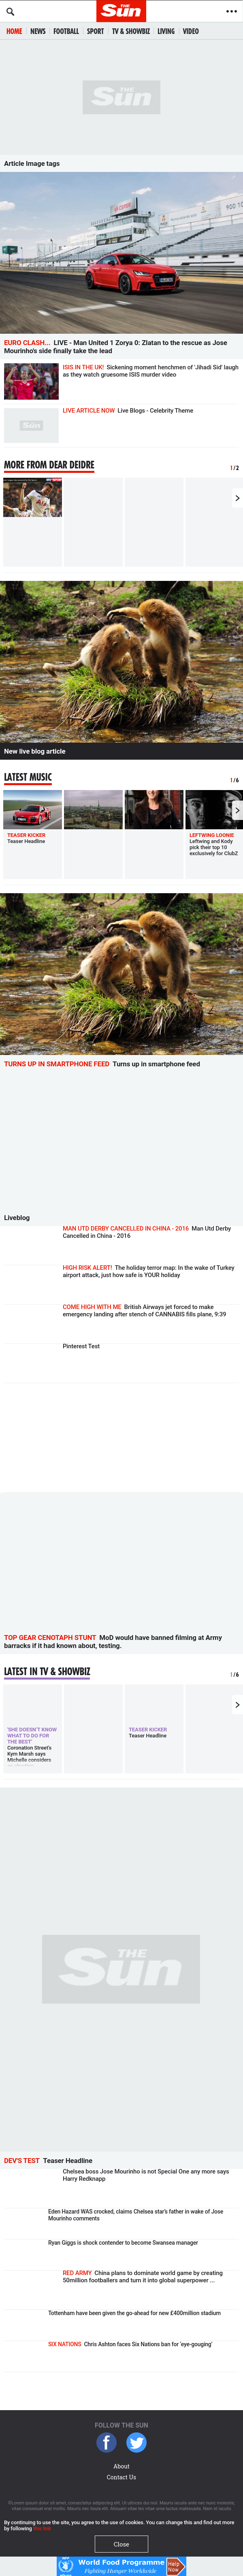 THE Sun
HOME NEWS FOOTBALL SPORT TV & SHOWBIZ LIVING VIDEO
THE Sun
Article Image tags
EURO CLASH... LIVE - Man United 1 Zorya 0: Zlatan to the rescue as Jose
Mourinho's side finally take the lead
ISIS IN THE UK! Sickening moment henchmen of 'Jihadi Sid' laugh
as they watch gruesome ISIS murder video
LIVE ARTICLE NOW Live Blogs - Celebrity Theme
Sun
MORE FROM DEAR DEIDRE
1/2
New live blog article
LATEST MUSIC
1/6
TEASER KICKER
Teaser Headline
LEFTWING LOONIE
Leftwing and Kody
pick their top 10
exclusively for ClubZ
TURNS UP IN SMARTPHONE FEED Turns up in smartphone feed
Liveblog
MAN UTD DERBY CANCELLED IN CHINA - 2016 Man Utd Derby
Cancelled in China - 2016
HIGH RISK ALERT! The holiday terror map: In the wake of Turkey
airport attack, just how safe is YOUR holiday
COME HIGH WITH ME British Airways jet forced to make
emergency landing after stench of CANNABIS fills plane, 9:39
Pinterest Test
TOP GEAR CENOTAPH STUNT MoD would have banned filming at Army
barracks if it had known about, testing.
LATEST IN TV & SHOWBIZ
1/6
'SHE DOESN'T KNOW
WHAT TO DO FOR
THE BEST'
Coronation Street's
Kym Marsh says
Michelle considers
TEASER KICKER
Teaser Headline
THE Sun
DEV'S TEST Teaser Headline
Chelsea boss Jose Mourinho is not Special One any more says
Harry Redknapp
Eden Hazard WAS crocked, claims Chelsea star's father in wake of Jose
Mourinho comments
Ryan Giggs is shock contender to become Swansea manager
RED ARMY China plans to dominate world game by creating
50million footballers and turn it into global superpower ...
Tottenham have been given the go-ahead for new £400million stadium
SIX NATIONS Chris Ashton faces Six Nations ban for 'eye-gouging'
FOLLOW THE SUN
About
Contact Us
By continuing to use the site, you agree to the use of cookies. You can change this and find out more
by following
Close
World Food Programme
Fighting Hunger Worldwide
Help
Now